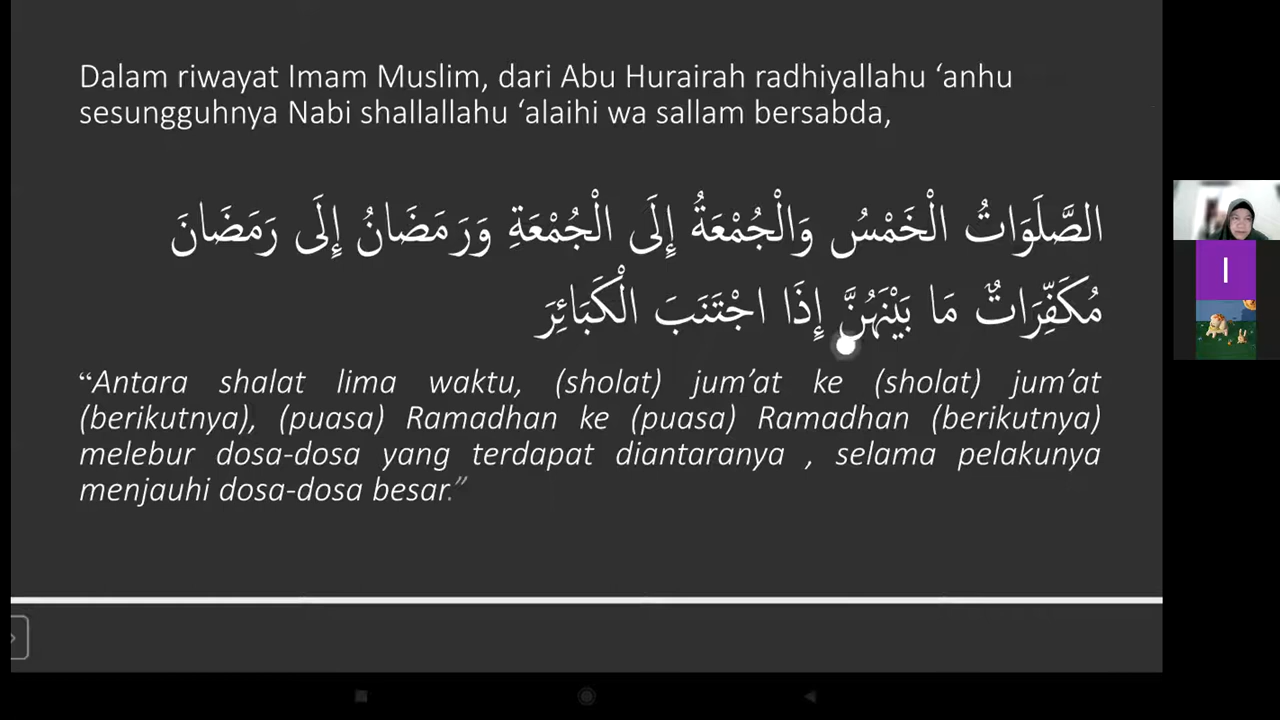 Dalam riwayat Imam Muslim, dari Abu Hurairah radhiyallahu ‘anhu
sesungguhnya Nabi shallallahu ‘alaihi wa sallam bersabda,
الصَّلَوَاتُ الْخَمْسُ وَالْجُمْعَةُ إِلَى الْجُمْعَةِ وَرَمَضَانُ إِلَى رَمَضَانَ
مُكَفِّرَاتٌ مَا بَيْنَهُنَّ إِذَا اجْتَنَبَ الْكَبَائِرَ
“Antara shalat lima waktu, (sholat) jum’at ke (sholat) jum’at
(berikutnya), (puasa) Ramadhan ke (puasa) Ramadhan (berikutnya)
melebur dosa-dosa yang terdapat diantaranya , selama pelakunya
menjauhi dosa-dosa besar.”
I